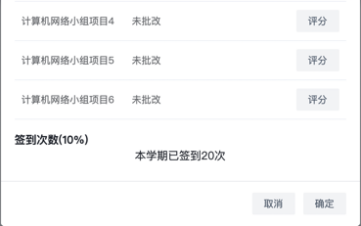 计算机网络小组项目4 未批改 评分
计算机网络小组项目5 未批改 评分
计算机网络小组项目6 未批改 评分
签到次数(10%)
本学期已签到20次
取消 确定